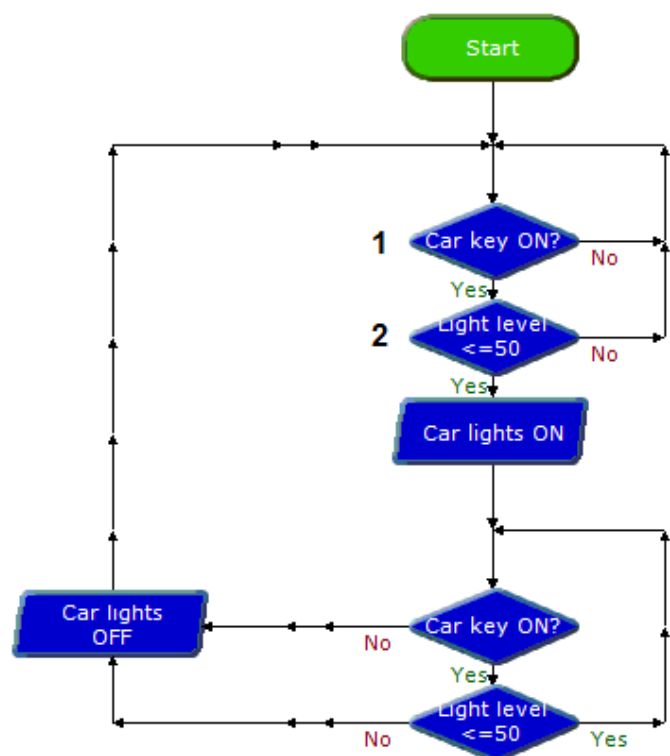 Start
1
Car key ON?
No
Yes
2
Light level
<=50
No
Yes
Car lights ON
Car lights
OFF
No
Car key ON?
Yes
Light level
<=50
No
Yes